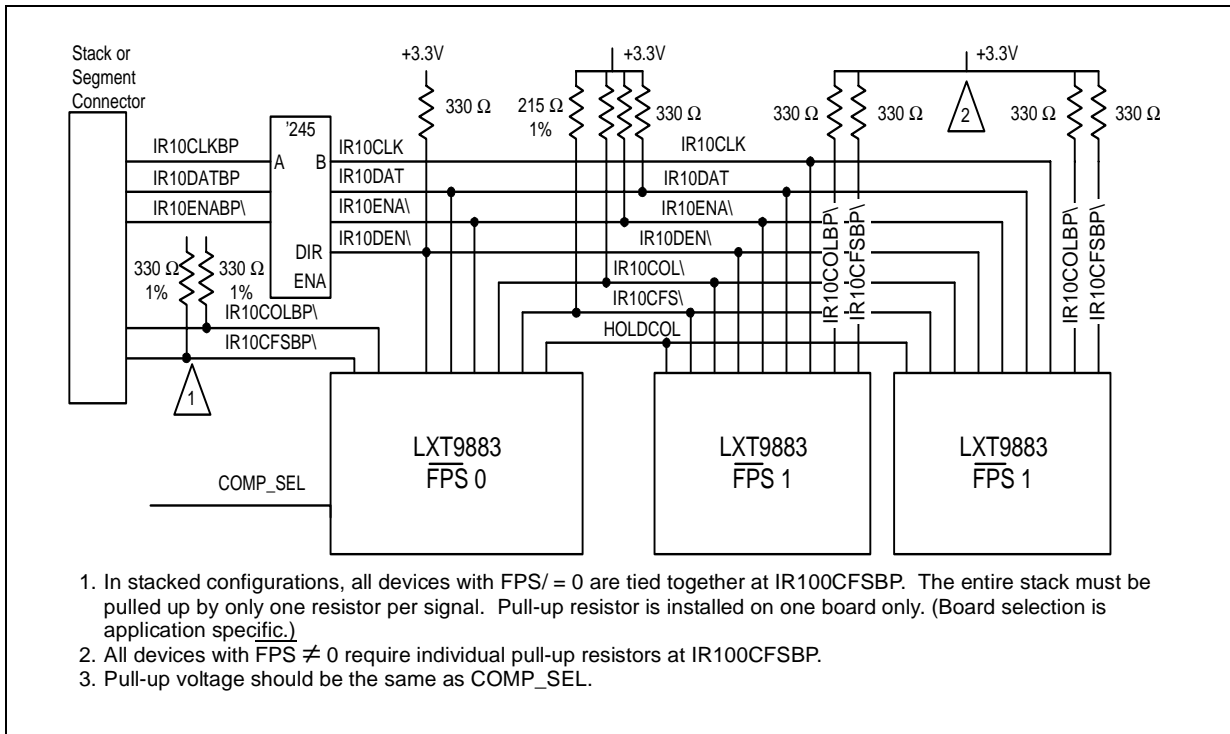 Stack or
Segment
Connector
+3.3V
+3.3V
+3.3V
330 Ω
215 Ω
1%
330 Ω
330 Ω
330 Ω
2
330 Ω
330 Ω
'245
A B
DIR
ENA
IR10CLKBP
IR10DATBP
IR10ENABP\
IR10CLK
IR10DAT
IR10ENA\
IR10DEN\
IR10CLK
IR10DAT
IR10ENA\
IR10DEN\
IR10COL\
IR10CFS\
HOLDCOL
IR10COLBP\
IR10CFSBP\
IR10COLBP\
IR10CFSBP\
330 Ω
1%
330 Ω
1%
IR10COLBP\
IR10CFSBP\
1
COMP_SEL
LXT9883
FPS 0
LXT9883
FPS 1
LXT9883
FPS 1
1. In stacked configurations, all devices with FPS/ = 0 are tied together at IR100CFSBP. The entire stack must be
pulled up by only one resistor per signal. Pull-up resistor is installed on one board only. (Board selection is
application specific.)
2. All devices with FPS ≠ 0 require individual pull-up resistors at IR100CFSBP.
3. Pull-up voltage should be the same as COMP_SEL.